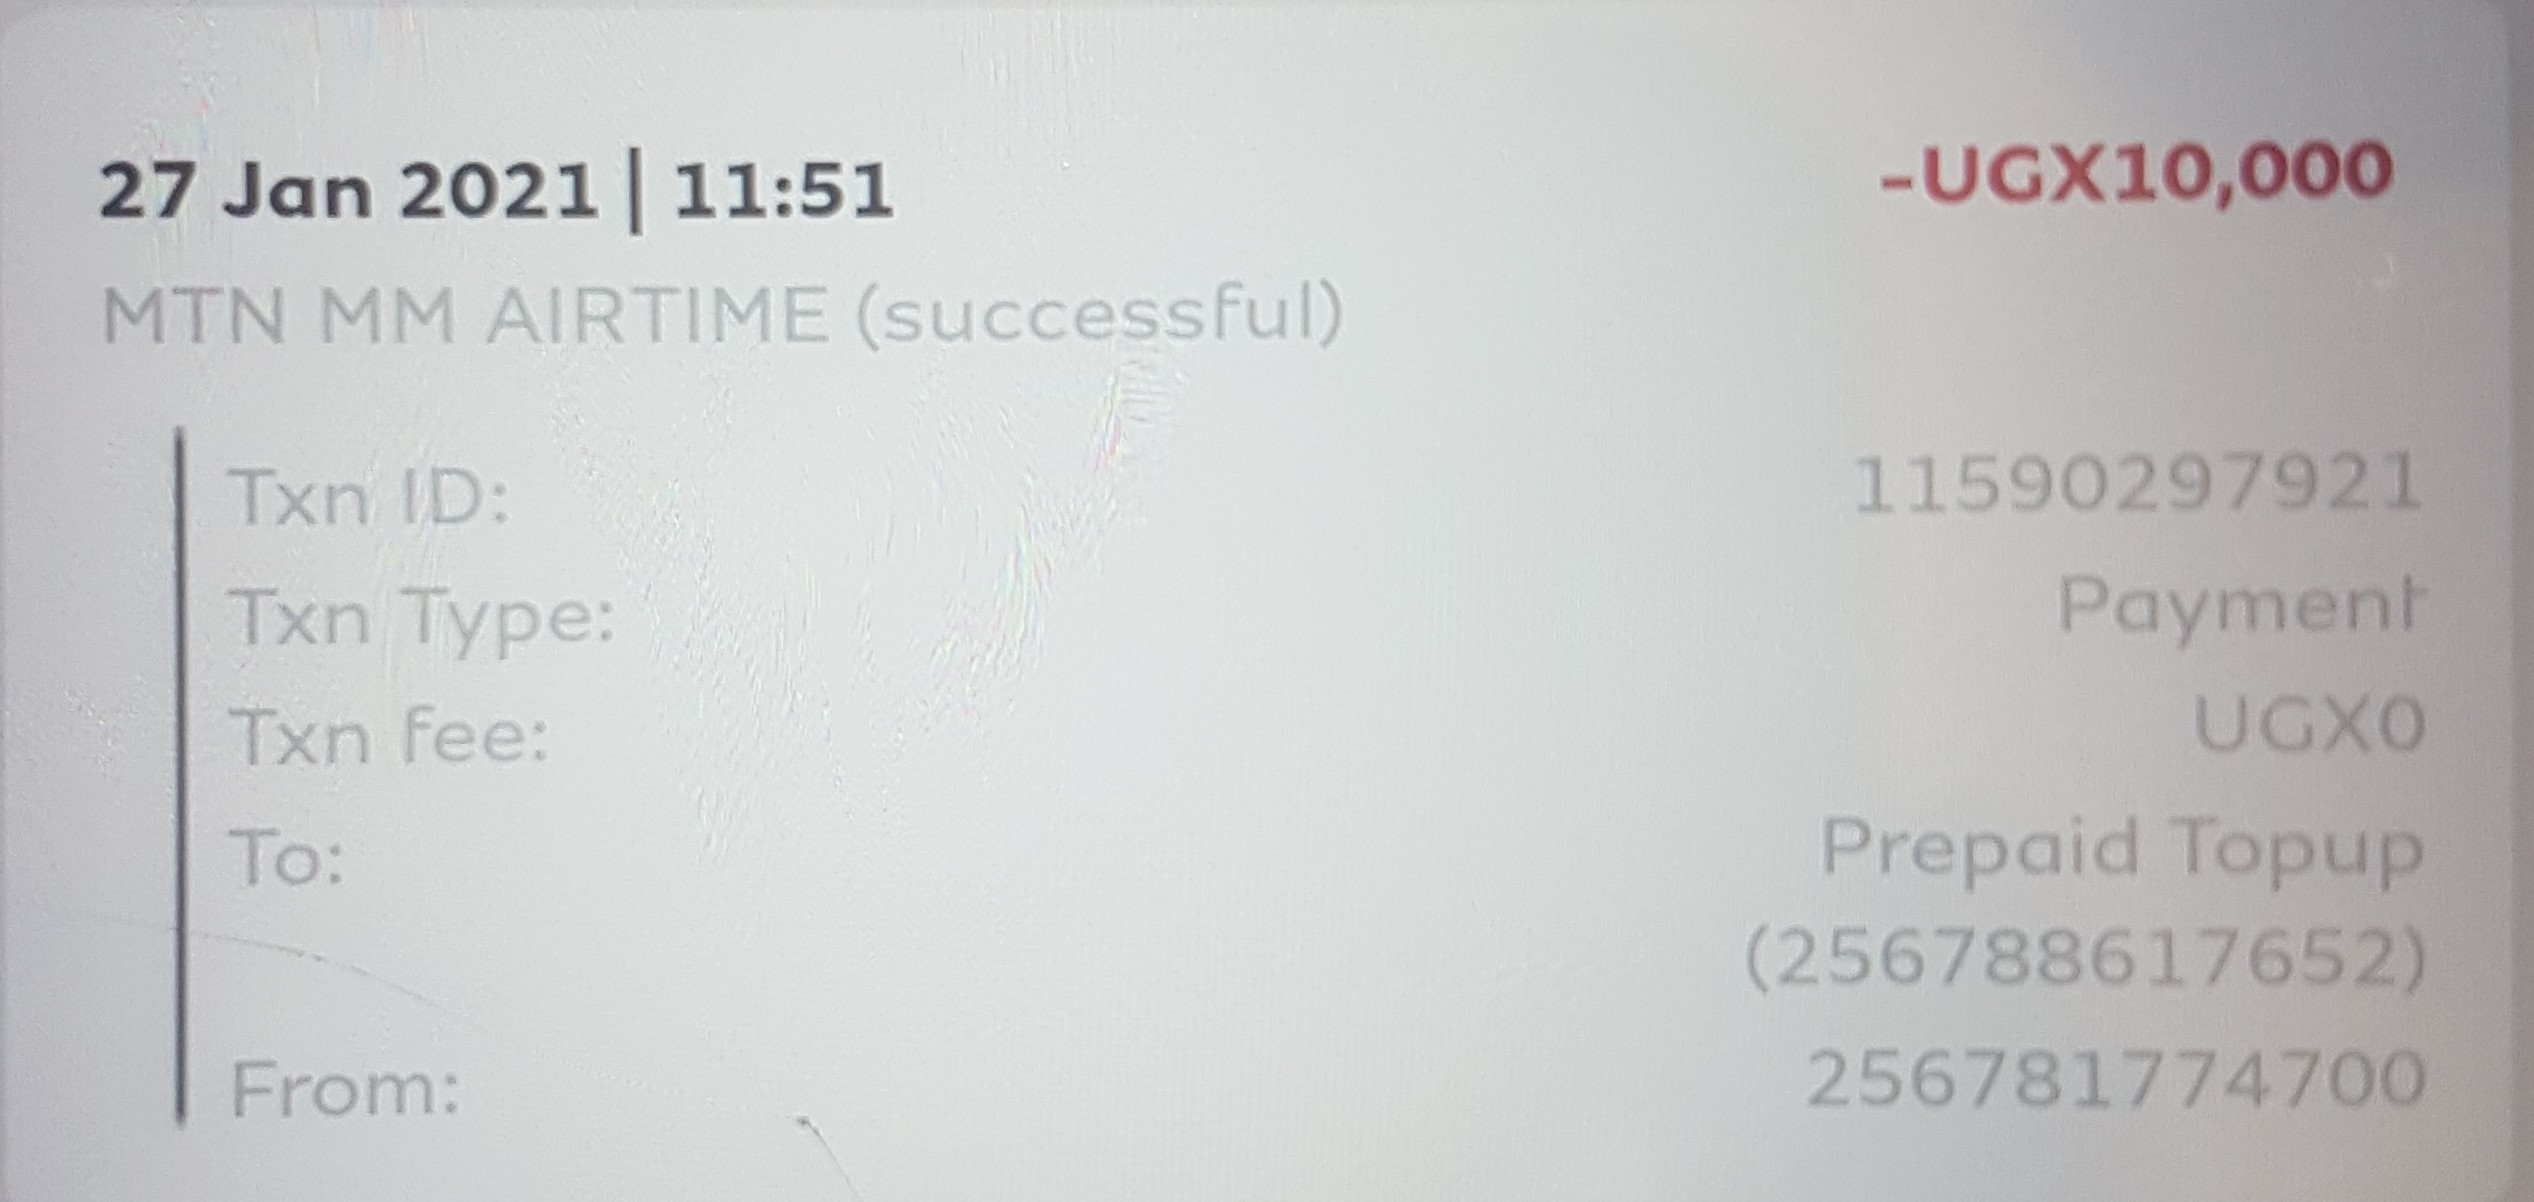 27 Jan 2021 | 11:51 -UGX10,000
MTN MM AIRTIME (successful)
Txn ID: 11590297921
Txn Type: Payment
Txn fee: UGX0
To: Prepaid Topup
(256788617652)
From: 256781774700